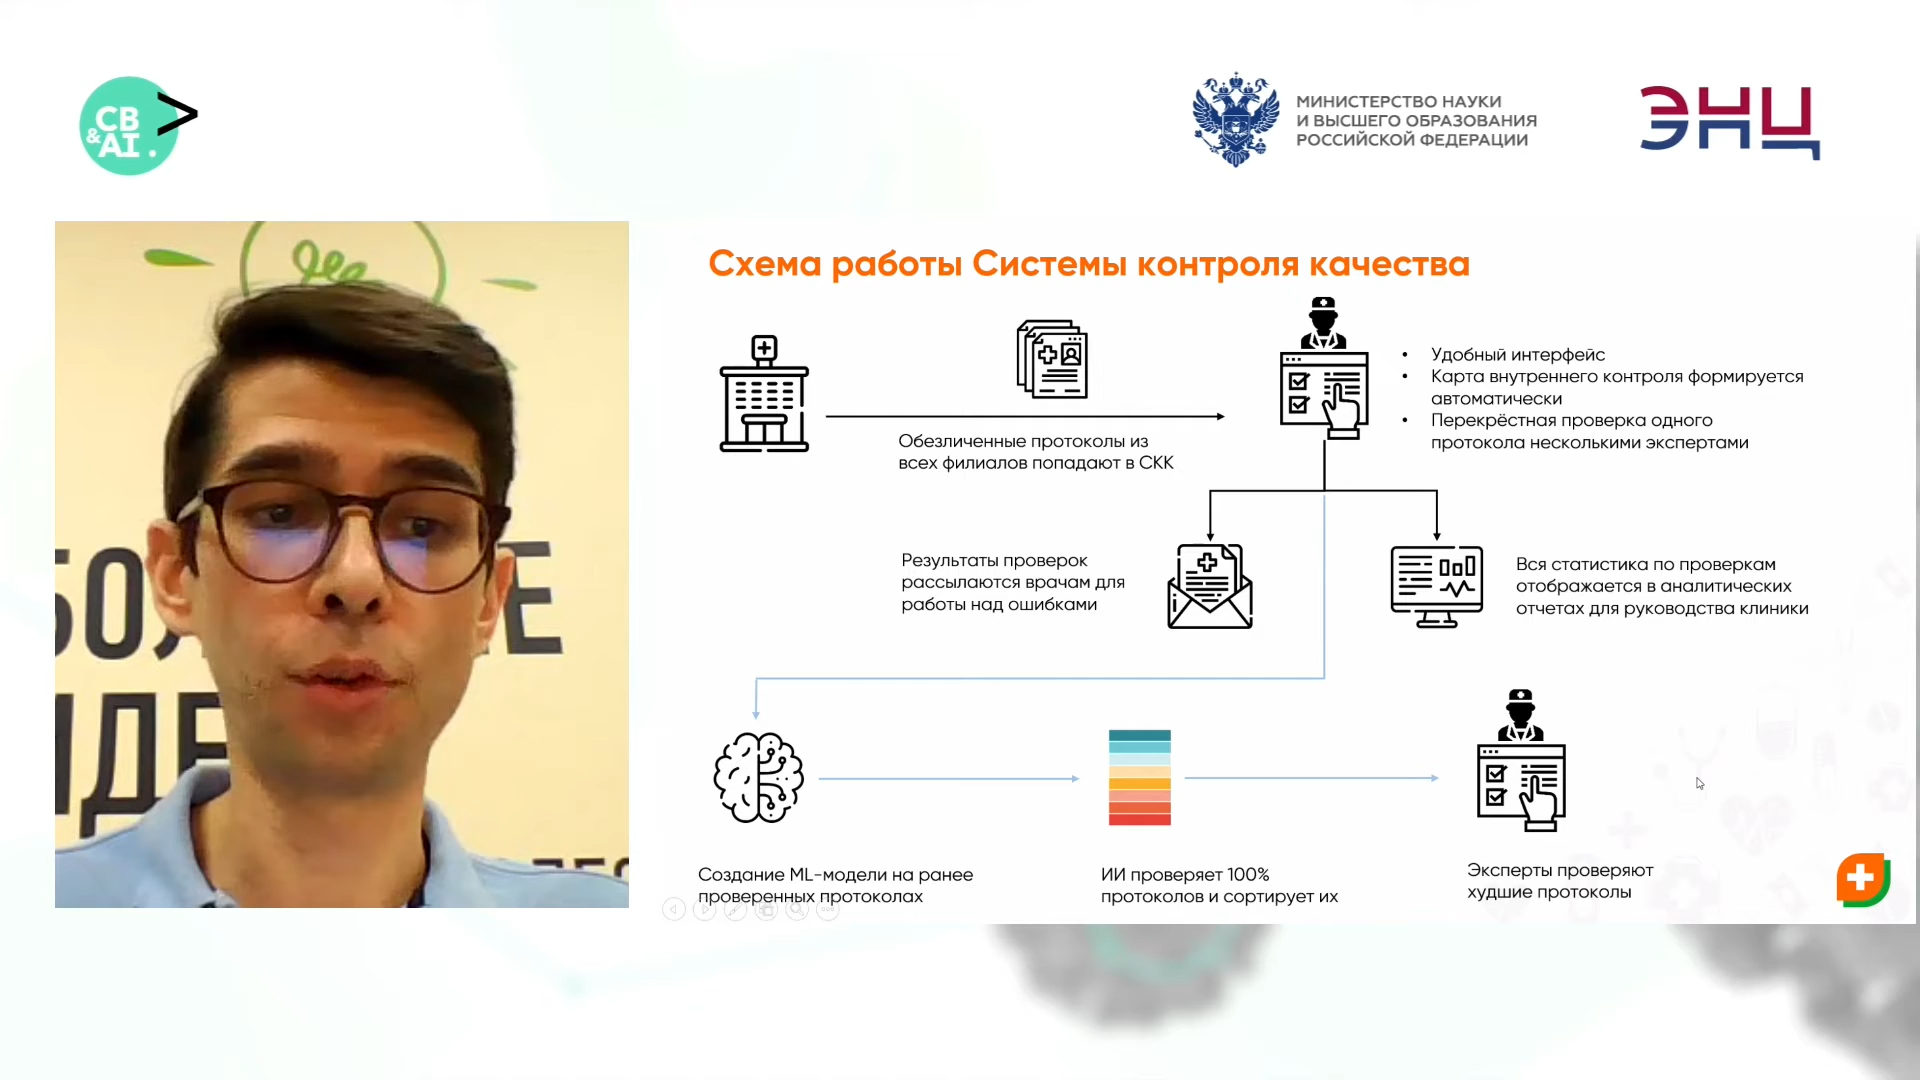 CB
&AI.
>
МИНИСТЕРСТВО НАУКИ
И ВЫСШЕГО ОБРАЗОВАНИЯ
РОССИЙСКОЙ ФЕДЕРАЦИИ
ЭНЦ
Схема работы Системы контроля качества
Обезличенные протоколы из
всех филиалов попадают в СКК
• Удобный интерфейс
• Карта внутреннего контроля формируется
автоматически
• Перекрёстная проверка одного
протокола несколькими экспертами
Результаты проверок
рассылаются врачам для
работы над ошибками
Вся статистика по проверкам
отображается в аналитических
отчетах для руководства клиники
Создание ML-модели на ранее
проверенных протоколах
ИИ проверяет 100%
протоколов и сортирует их
Эксперты проверяют
худшие протоколы